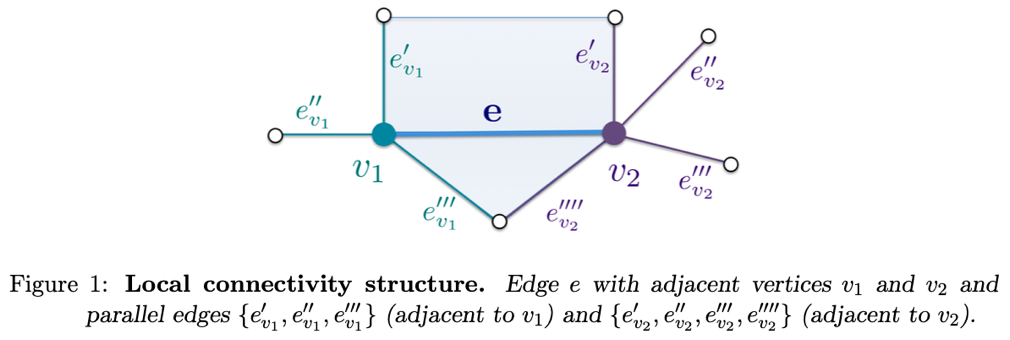 e′v1
e′v2
e″v2
e″v1
e
v1
v2
e‴v2
e‴v1
e⁗v2
Figure 1: Local connectivity structure. Edge e with adjacent vertices v1 and v2 and
parallel edges {e′v1, e″v1, e‴v1} (adjacent to v1) and {e′v2, e″v2, e‴v2, e⁗v2} (adjacent to v2).